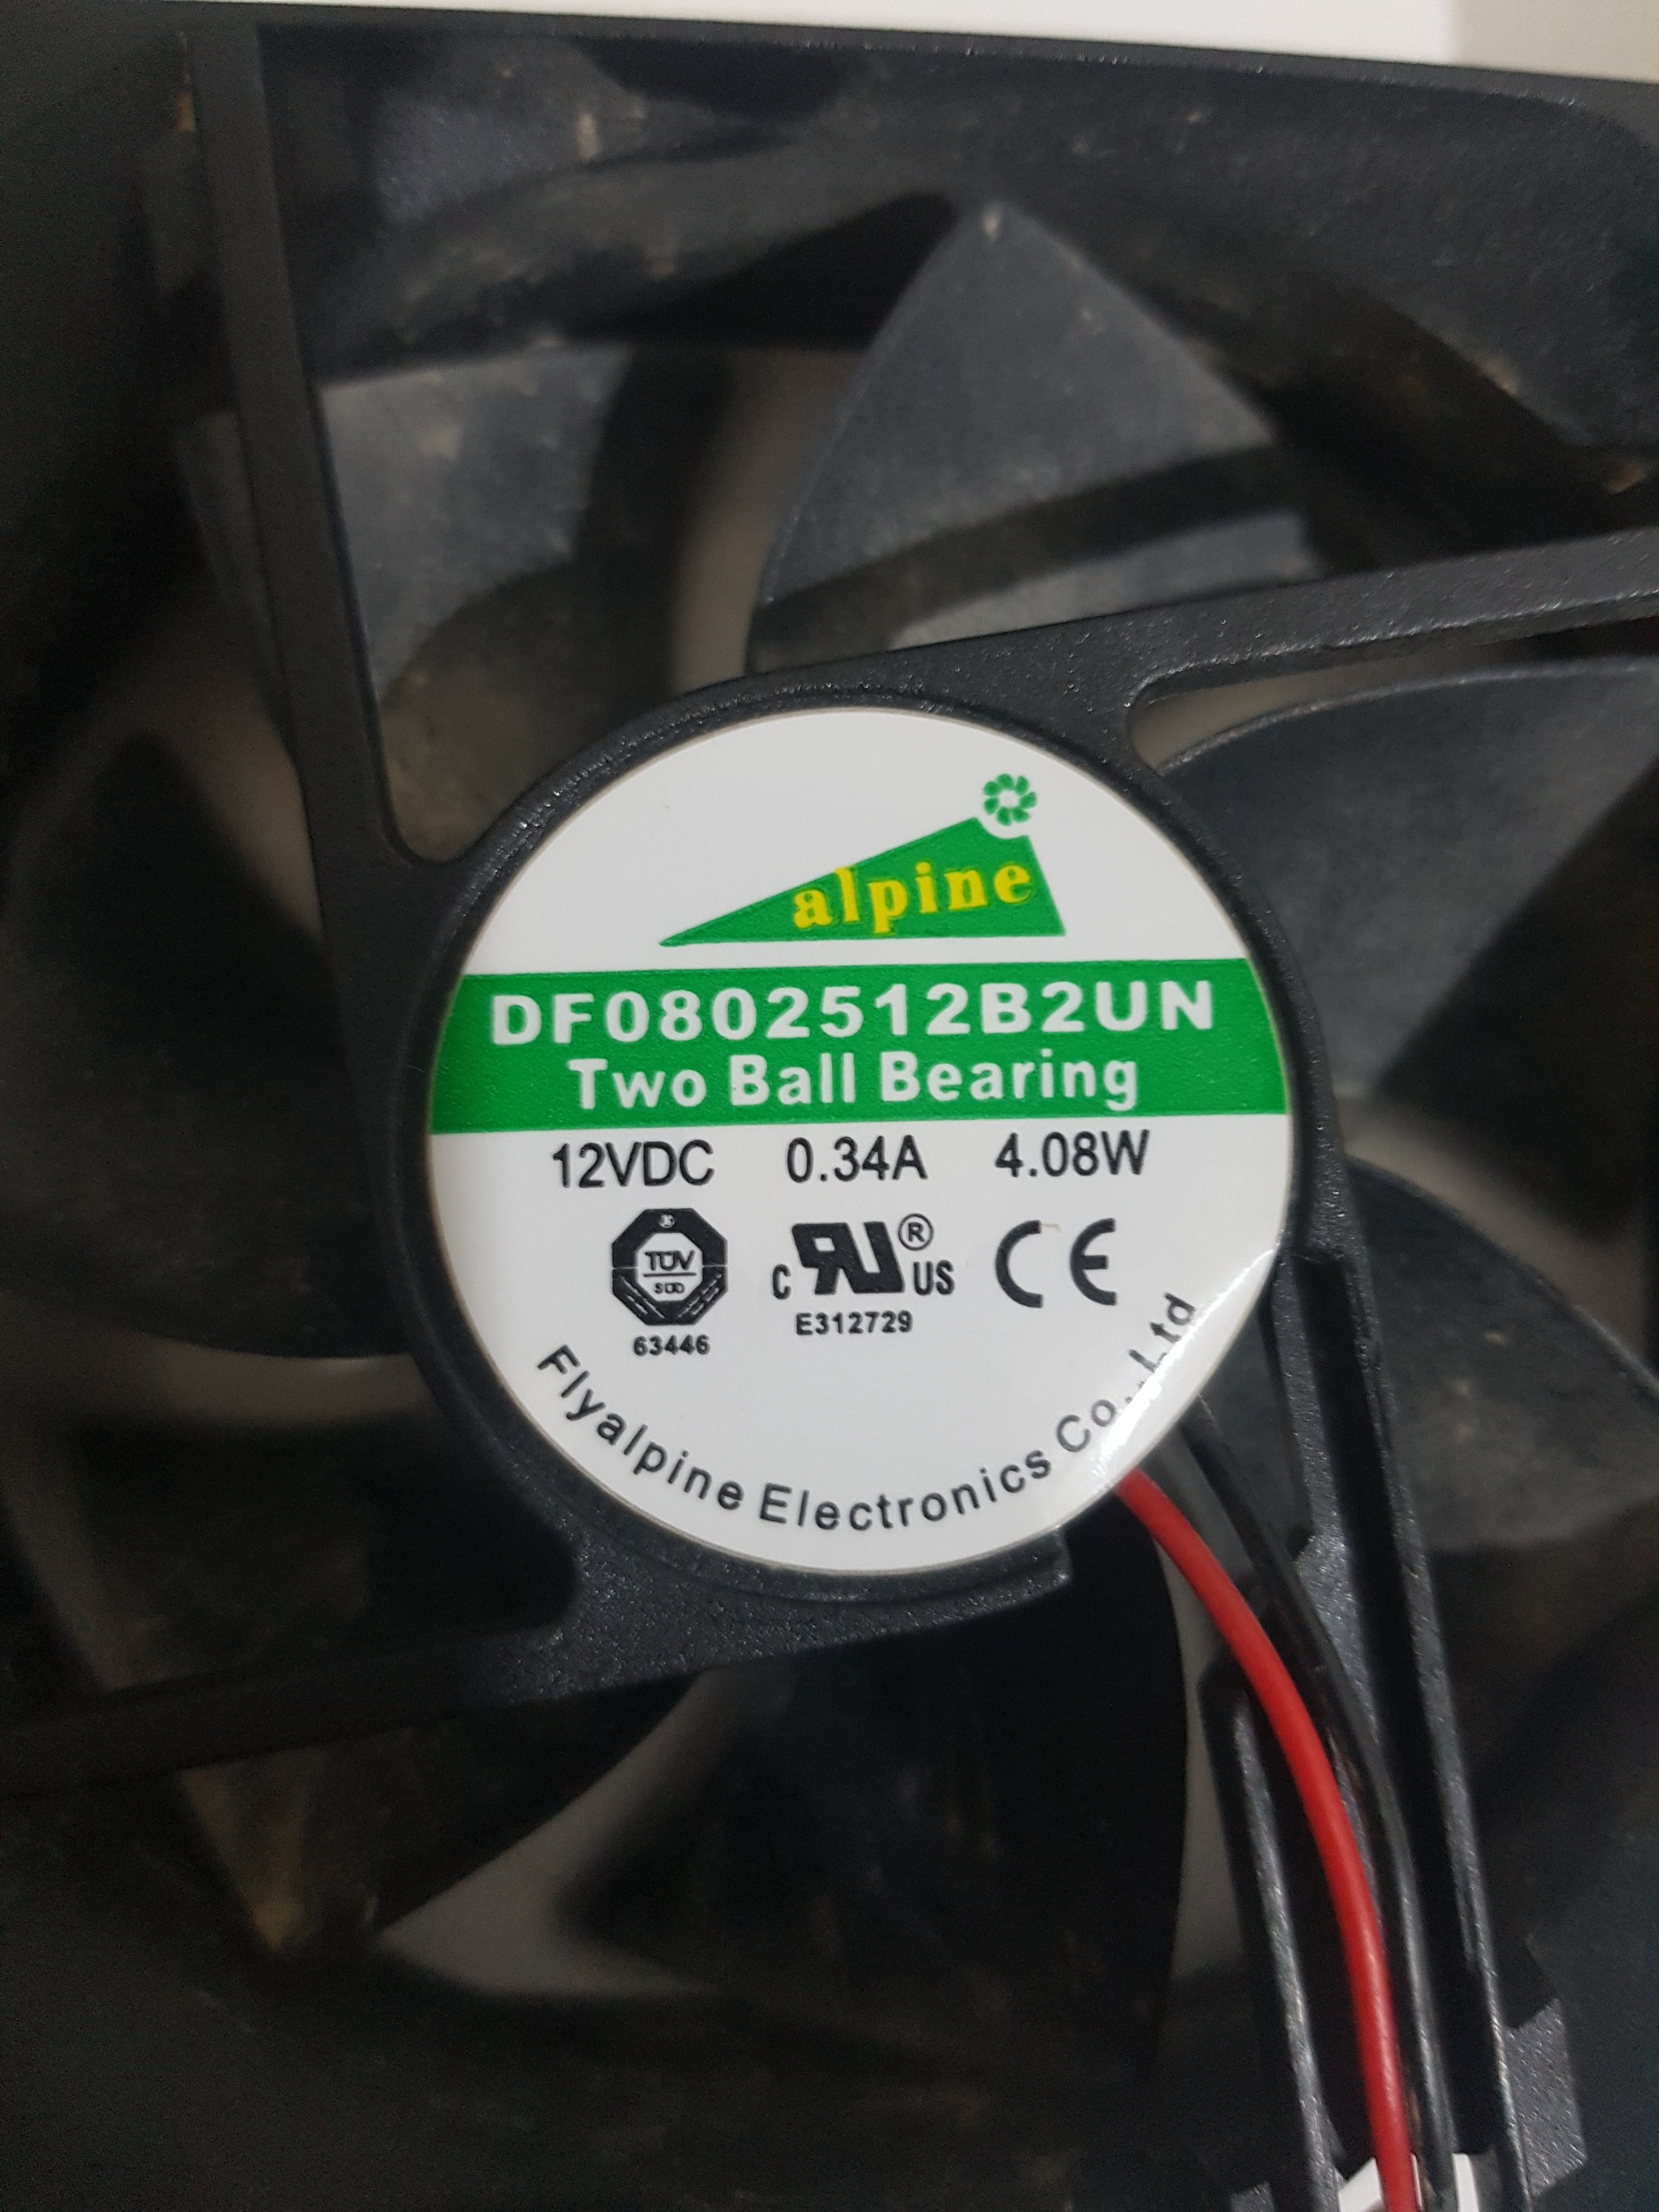 alpine
DF0802512B2UN
Two Ball Bearing
12VDC 0.34A 4.08W
TÜV
SÜD
63446
c RU ® US
E312729
CE
Flyalpine Electronics Co.,Ltd